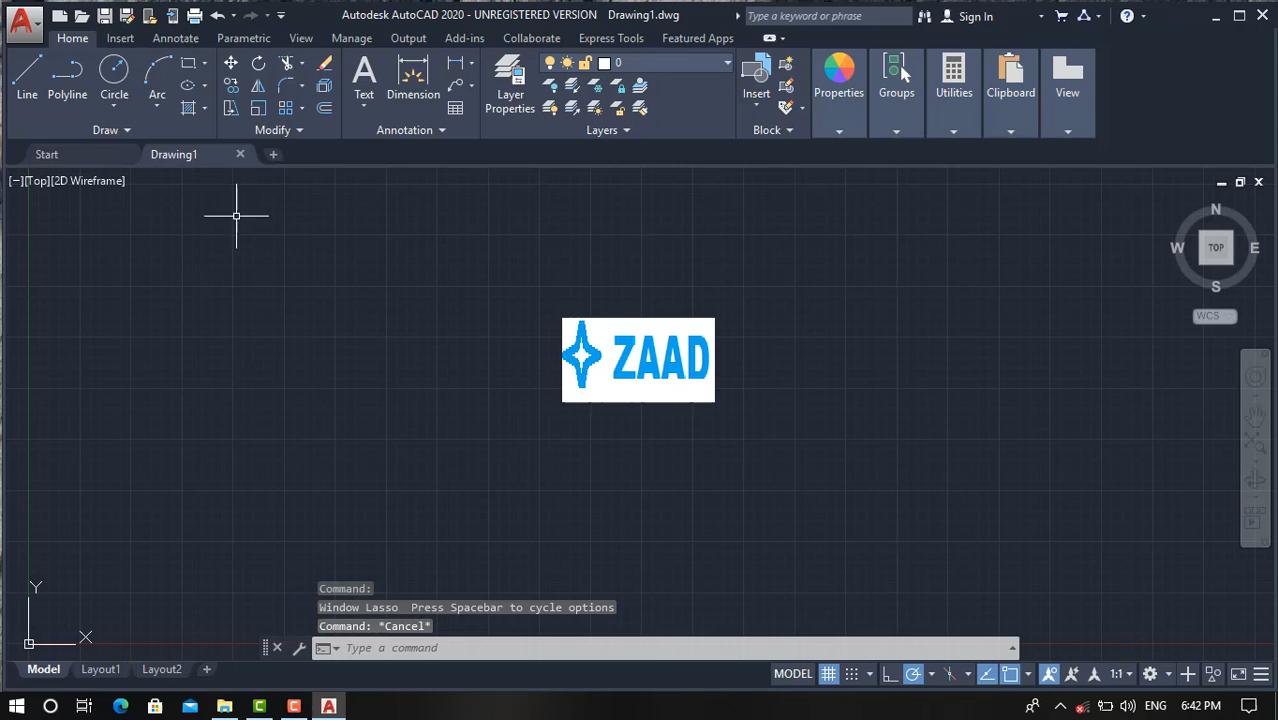 Autodesk AutoCAD 2020 - UNREGISTERED VERSION Drawing1.dwg
Type a keyword or phrase
Sign In
Home Insert Annotate Parametric View Manage Output Add-ins Collaborate Express Tools Featured Apps
0
Line Polyline Circle Arc
Text Dimension
Layer Properties
Insert
Properties Groups Utilities Clipboard View
Draw Modify Annotation Layers Block
Start Drawing1
[−][Top][2D Wireframe]
N
W TOP E
S
WCS
ZAAD
Y
X
Command:
Window Lasso Press Spacebar to cycle options
Command: *Cancel*
Type a command
Model Layout1 Layout2
MODEL 1:1
ENG 6:42 PM